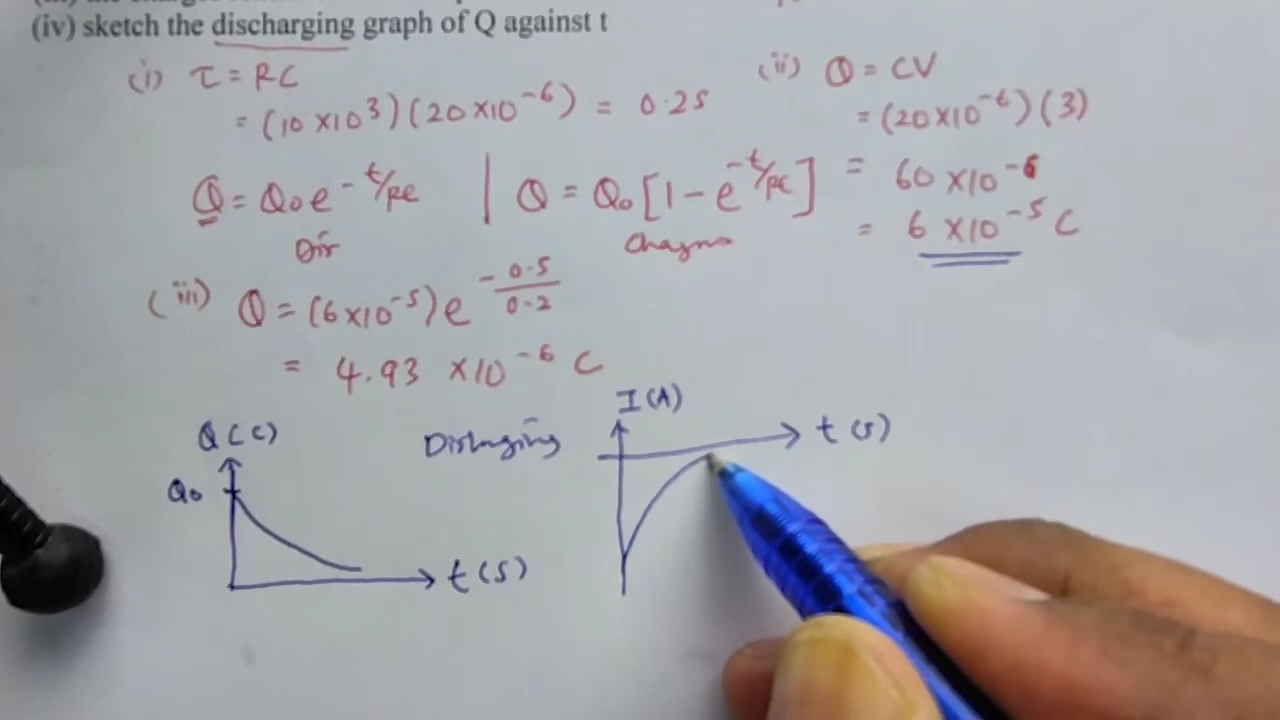 (iv) sketch the discharging graph of Q against t
(i) τ = RC
= (10 × 10³)(20 × 10⁻⁶) = 0.2s
(ii) Q = CV
= (20 × 10⁻⁶)(3)
= 60 × 10⁻⁶
= 6 × 10⁻⁵ C
Q = Q₀e^(-t/RC) | Q = Q₀[1 - e^(-t/RC)]
(iii) Q = (6 × 10⁻⁵) e^(-0.5/0.2)
= 4.93 × 10⁻⁶ C
Q(C)
Q₀
t(s)
I(A)
t(s)